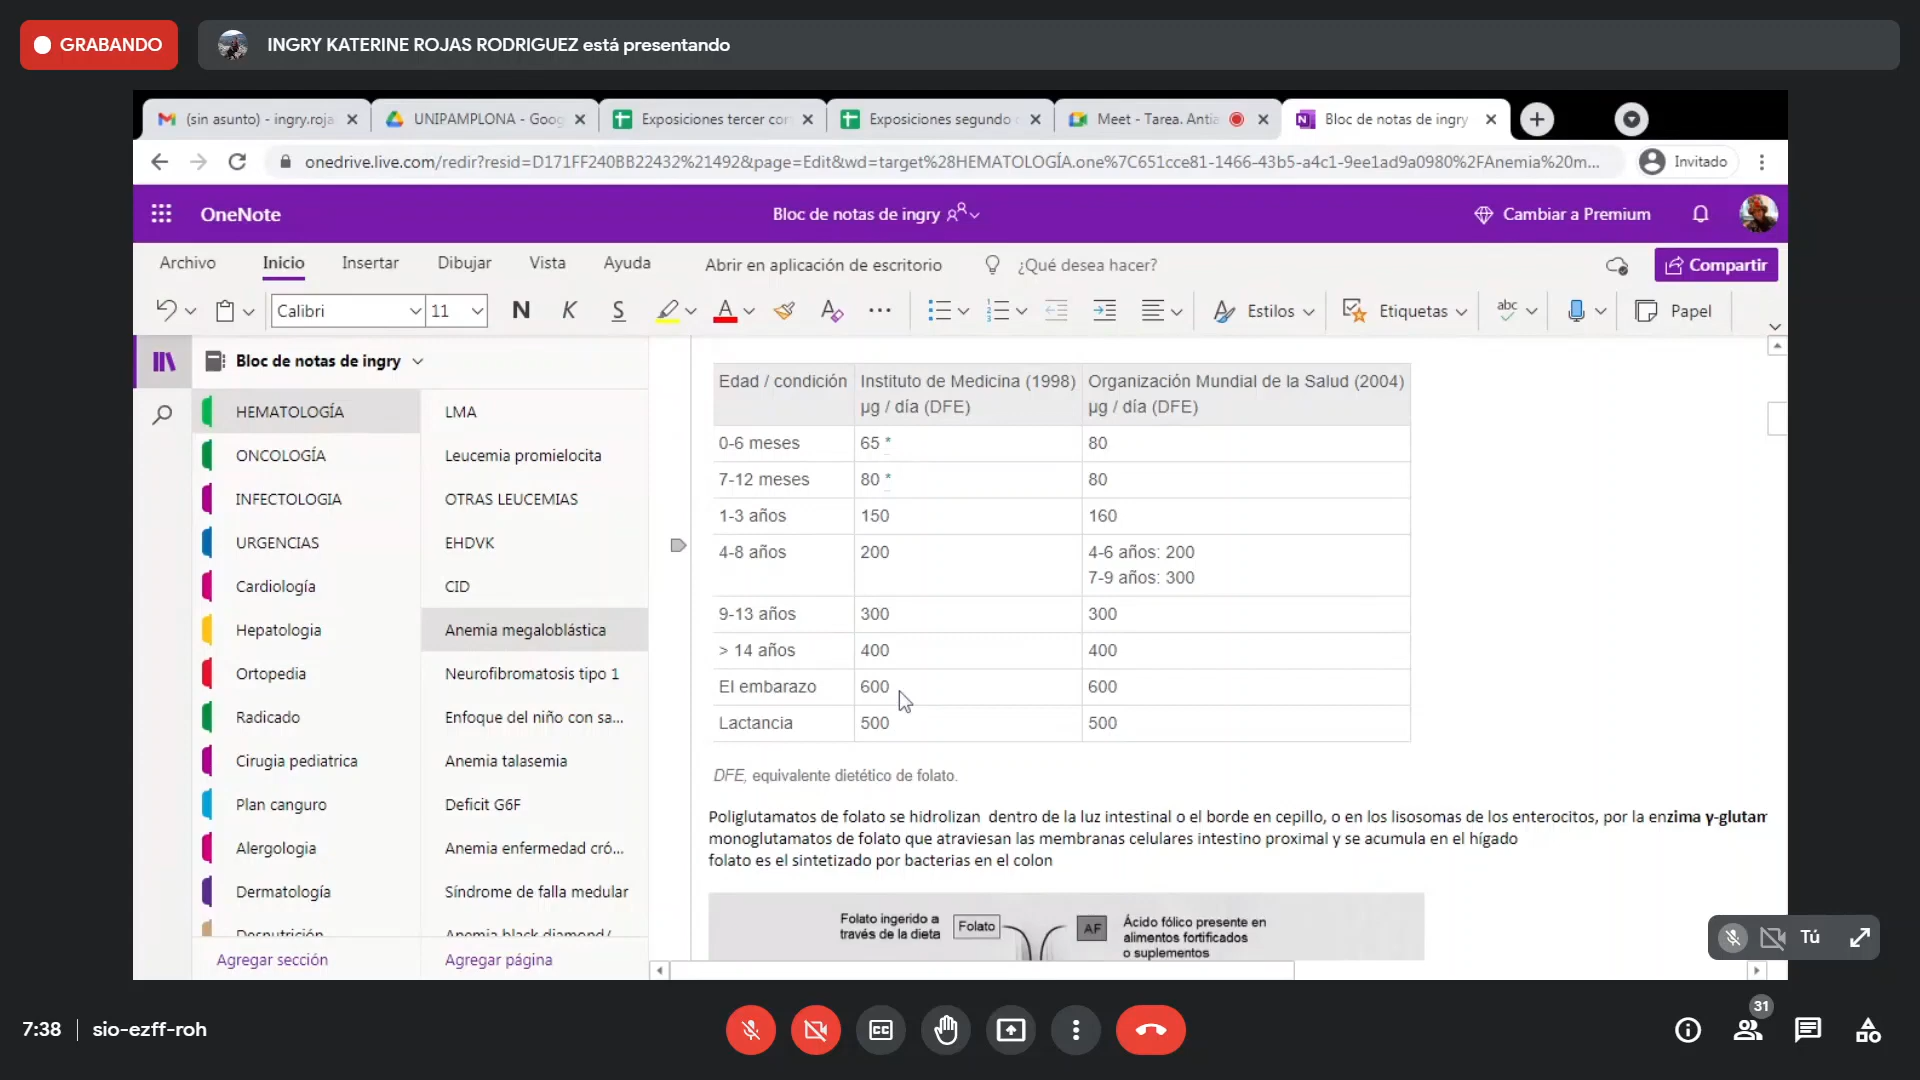 GRABANDO
INGRY KATERINE ROJAS RODRIGUEZ está presentando
(sin asunto) - ingry.roja
UNIPAMPLONA - Goog
Exposiciones tercer cor
Exposiciones segundo
Meet - Tarea. Antia
Bloc de notas de ingry
onedrive.live.com/redir?resid=D171FF240BB22432%21492&page=Edit&wd=target%28HEMATOLOGÍA.one%7C651cce81-1466-43b5-a4c1-9ee1ad9a0980%2FAnemia%20m...
Invitado
OneNote
Bloc de notas de ingry
Cambiar a Premium
Archivo Inicio Insertar Dibujar Vista Ayuda Abrir en aplicación de escritorio ¿Qué desea hacer? Compartir
Calibri 11 N K S A Estilos Etiquetas abc Papel
Bloc de notas de ingry
HEMATOLOGÍA
ONCOLOGÍA
INFECTOLOGIA
URGENCIAS
Cardiología
Hepatologia
Ortopedia
Radicado
Cirugia pediatrica
Plan canguro
Alergologia
Dermatología
Desnutrición
Agregar sección
LMA
Leucemia promielocita
OTRAS LEUCEMIAS
EHDVK
CID
Anemia megaloblástica
Neurofibromatosis tipo 1
Enfoque del niño con sa...
Anemia talasemia
Deficit G6F
Anemia enfermedad cró...
Síndrome de falla medular
Anemia black diamond/
Agregar página
Edad / condición Instituto de Medicina (1998) Organización Mundial de la Salud (2004)
μg / día (DFE) μg / día (DFE)
0-6 meses 65 * 80
7-12 meses 80 * 80
1-3 años 150 160
4-8 años 200 4-6 años: 200
7-9 años: 300
9-13 años 300 300
> 14 años 400 400
El embarazo 600 600
Lactancia 500 500
DFE, equivalente dietético de folato.
Poliglutamatos de folato se hidrolizan dentro de la luz intestinal o el borde en cepillo, o en los lisosomas de los enterocitos, por la enzima γ-glutam
monoglutamatos de folato que atraviesan las membranas celulares intestino proximal y se acumula en el hígado
folato es el sintetizado por bacterias en el colon
Folato ingerido a
través de la dieta
Folato
AF
Ácido fólico presente en
alimentos fortificados
o suplementos
Tú
7:38 | sio-ezff-roh
31